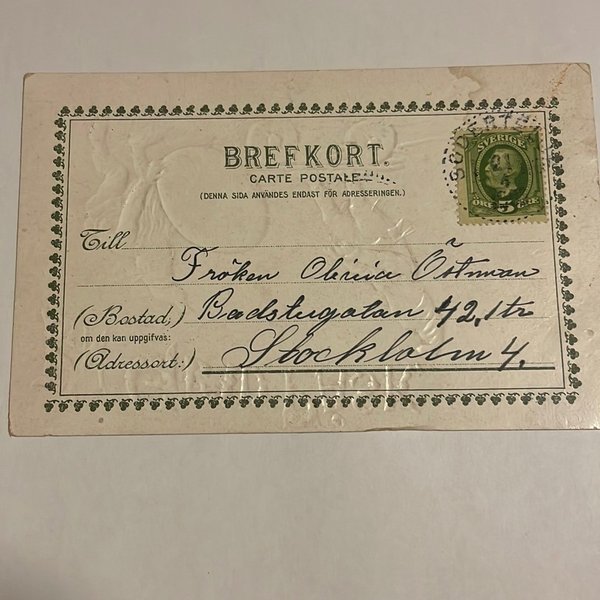 BREFKORT.
CARTE POSTALE
(DENNA SIDA ANVÄNDES ENDAST FÖR ADRESSERINGEN.)
SVERIGE
5
ÖRE
Till Fröken Olivia Östman
(Bostad,) Badstugatan 42, 1 tr
om den kan uppgifvas:
(Adressort:) Stockholm 4.